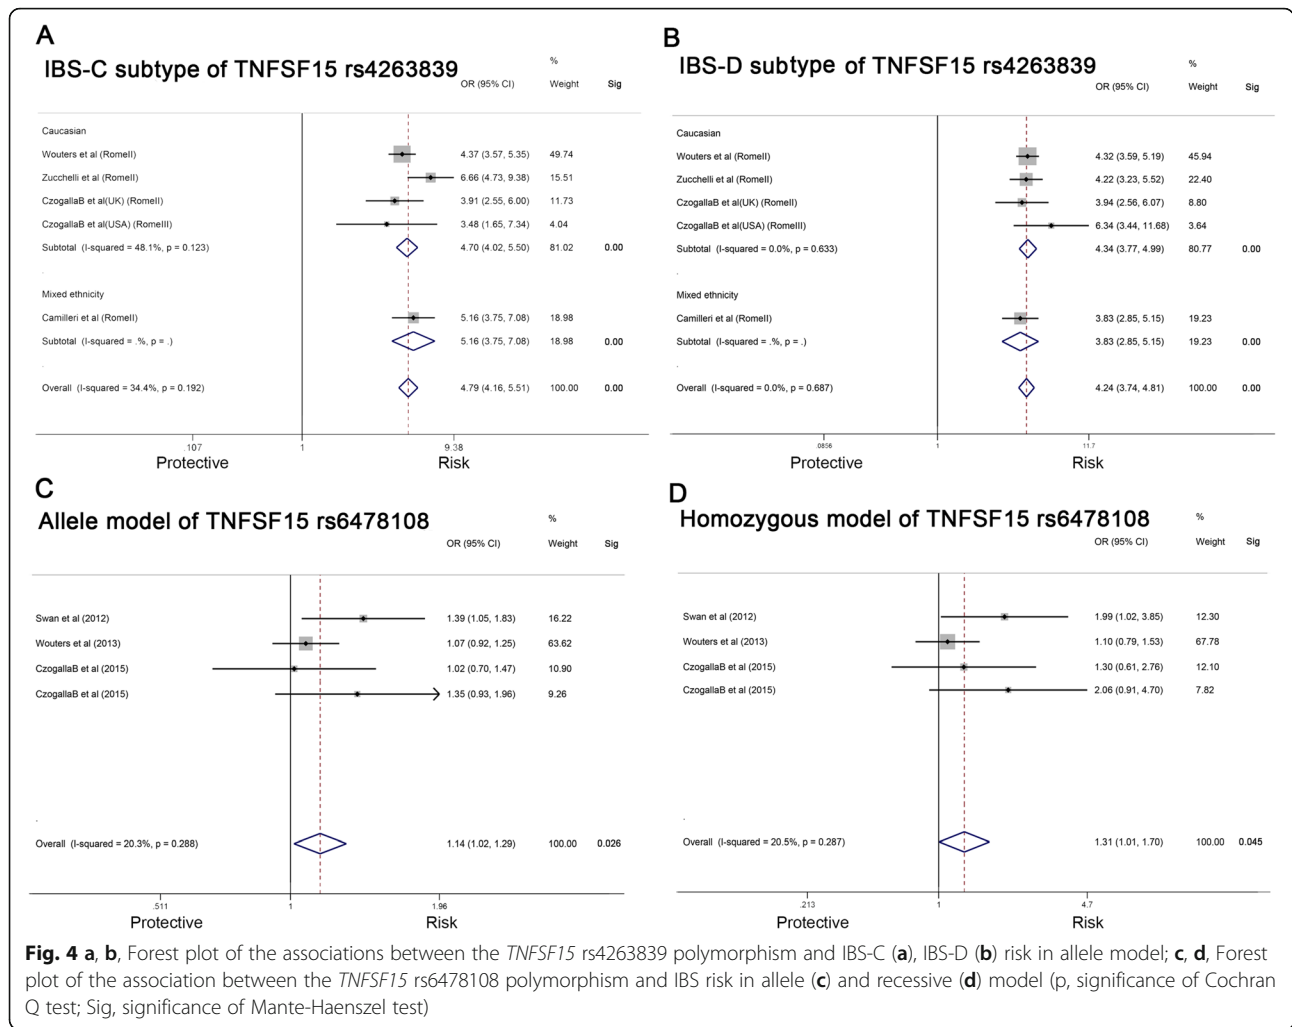 A
IBS-C subtype of TNFSF15 rs4263839
%
OR (95% CI) Weight Sig
Caucasian
Wouters et al (RomeII) 4.37 (3.57, 5.35) 49.74
Zucchelli et al (RomeII) 6.66 (4.73, 9.38) 15.51
CzogallaB et al(UK) (RomeII) 3.91 (2.55, 6.00) 11.73
CzogallaB et al(USA) (RomeIII) 3.48 (1.65, 7.34) 4.04
Subtotal (I-squared = 48.1%, p = 0.123) 4.70 (4.02, 5.50) 81.02 0.00
.
Mixed ethnicity
Camilleri et al (RomeII) 5.16 (3.75, 7.08) 18.98
Subtotal (I-squared = .%, p = .) 5.16 (3.75, 7.08) 18.98 0.00
.
Overall (I-squared = 34.4%, p = 0.192) 4.79 (4.16, 5.51) 100.00 0.00
.107 1 9.38
Protective Risk
B
IBS-D subtype of TNFSF15 rs4263839
%
OR (95% CI) Weight Sig
Caucasian
Wouters et al (RomeII) 4.32 (3.59, 5.19) 45.94
Zucchelli et al (RomeII) 4.22 (3.23, 5.52) 22.40
CzogallaB et al(UK) (RomeII) 3.94 (2.56, 6.07) 8.80
CzogallaB et al(USA) (RomeIII) 6.34 (3.44, 11.68) 3.64
Subtotal (I-squared = 0.0%, p = 0.633) 4.34 (3.77, 4.99) 80.77 0.00
.
Mixed ethnicity
Camilleri et al (RomeII) 3.83 (2.85, 5.15) 19.23
Subtotal (I-squared = .%, p = .) 3.83 (2.85, 5.15) 19.23 0.00
.
Overall (I-squared = 0.0%, p = 0.687) 4.24 (3.74, 4.81) 100.00 0.00
.0856 1 11.7
Protective Risk
C
Allele model of TNFSF15 rs6478108
%
OR (95% CI) Weight Sig
Swan et al (2012) 1.39 (1.05, 1.83) 16.22
Wouters et al (2013) 1.07 (0.92, 1.25) 63.62
CzogallaB et al (2015) 1.02 (0.70, 1.47) 10.90
CzogallaB et al (2015) 1.35 (0.93, 1.96) 9.26
.
Overall (I-squared = 20.3%, p = 0.288) 1.14 (1.02, 1.29) 100.00 0.026
.511 1 1.96
Protective Risk
D
Homozygous model of TNFSF15 rs6478108
%
OR (95% CI) Weight Sig
Swan et al (2012) 1.99 (1.02, 3.85) 12.30
Wouters et al (2013) 1.10 (0.79, 1.53) 67.78
CzogallaB et al (2015) 1.30 (0.61, 2.76) 12.10
CzogallaB et al (2015) 2.06 (0.91, 4.70) 7.82
.
Overall (I-squared = 20.5%, p = 0.287) 1.31 (1.01, 1.70) 100.00 0.045
.213 1 4.7
Protective Risk
Fig. 4 a, b, Forest plot of the associations between the TNFSF15 rs4263839 polymorphism and IBS-C (a), IBS-D (b) risk in allele model; c, d, Forest
plot of the association between the TNFSF15 rs6478108 polymorphism and IBS risk in allele (c) and recessive (d) model (p, significance of Cochran
Q test; Sig, significance of Mante-Haenszel test)